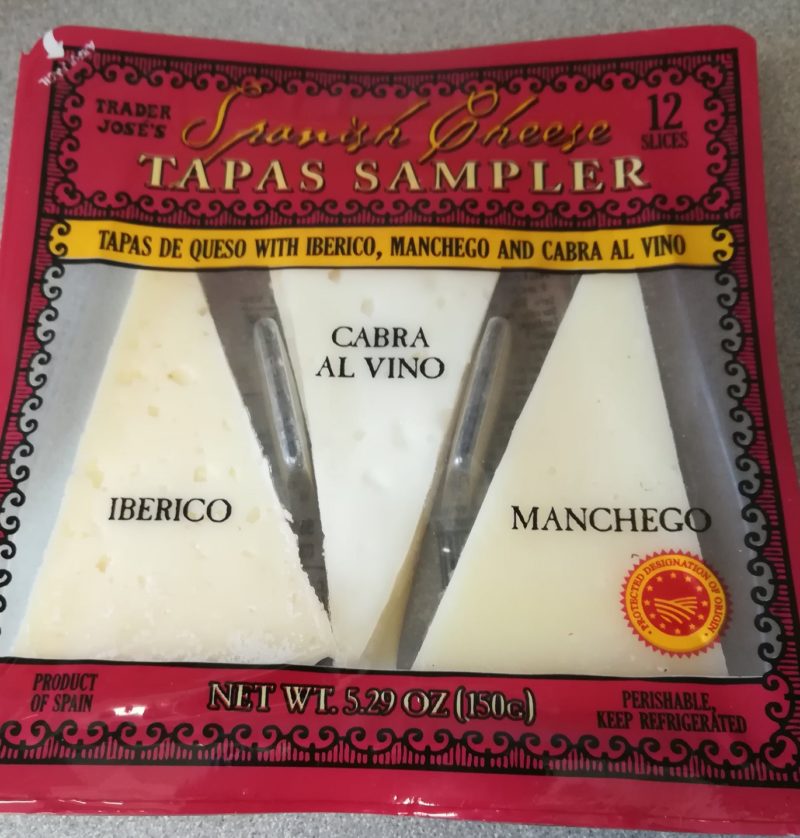 TRADER
JOSÉ'S
Spanish Cheese
TAPAS SAMPLER
12
SLICES
TAPAS DE QUESO WITH IBERICO, MANCHEGO AND CABRA AL VINO
CABRA
AL VINO
IBERICO
MANCHEGO
PROTECTED DESIGNATION OF ORIGIN
PRODUCT
OF SPAIN
NET WT. 5.29 OZ (150G)
PERISHABLE,
KEEP REFRIGERATED